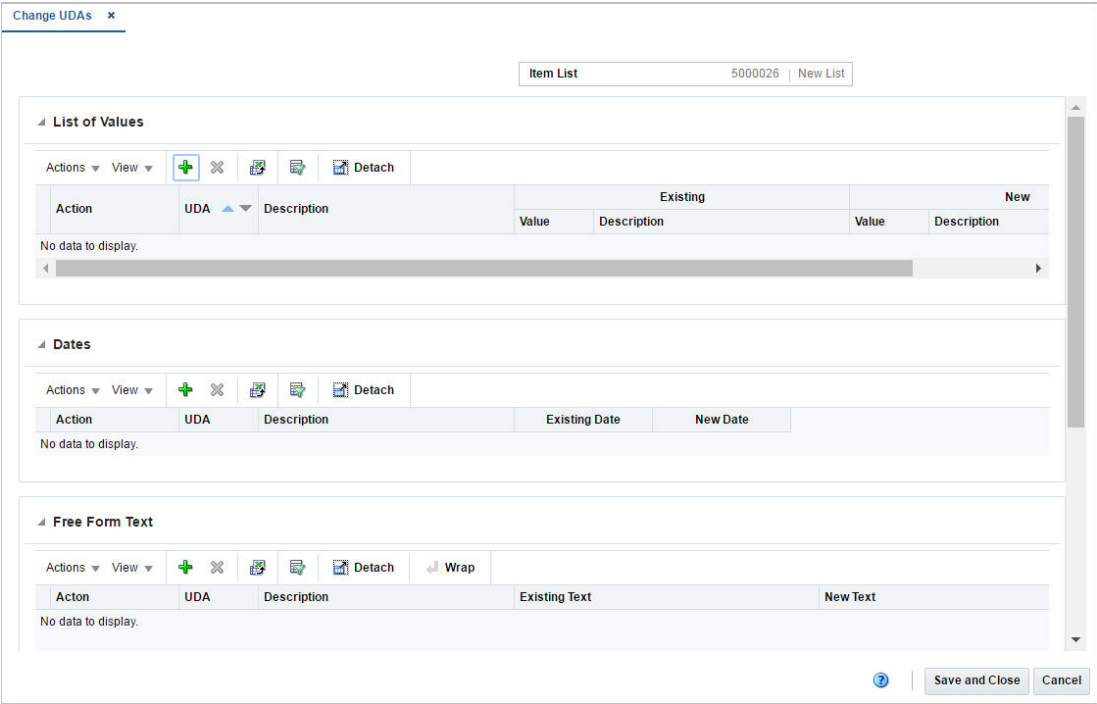 Change UDAs ×
Item List 5000026 | New List
List of Values
Actions View Detach
Existing New
Action UDA Description
Value Description Value Description
No data to display.
Dates
Actions View Detach
Action UDA Description Existing Date New Date
No data to display.
Free Form Text
Actions View Detach Wrap
Acton UDA Description Existing Text New Text
No data to display.
? Save and Close Cancel